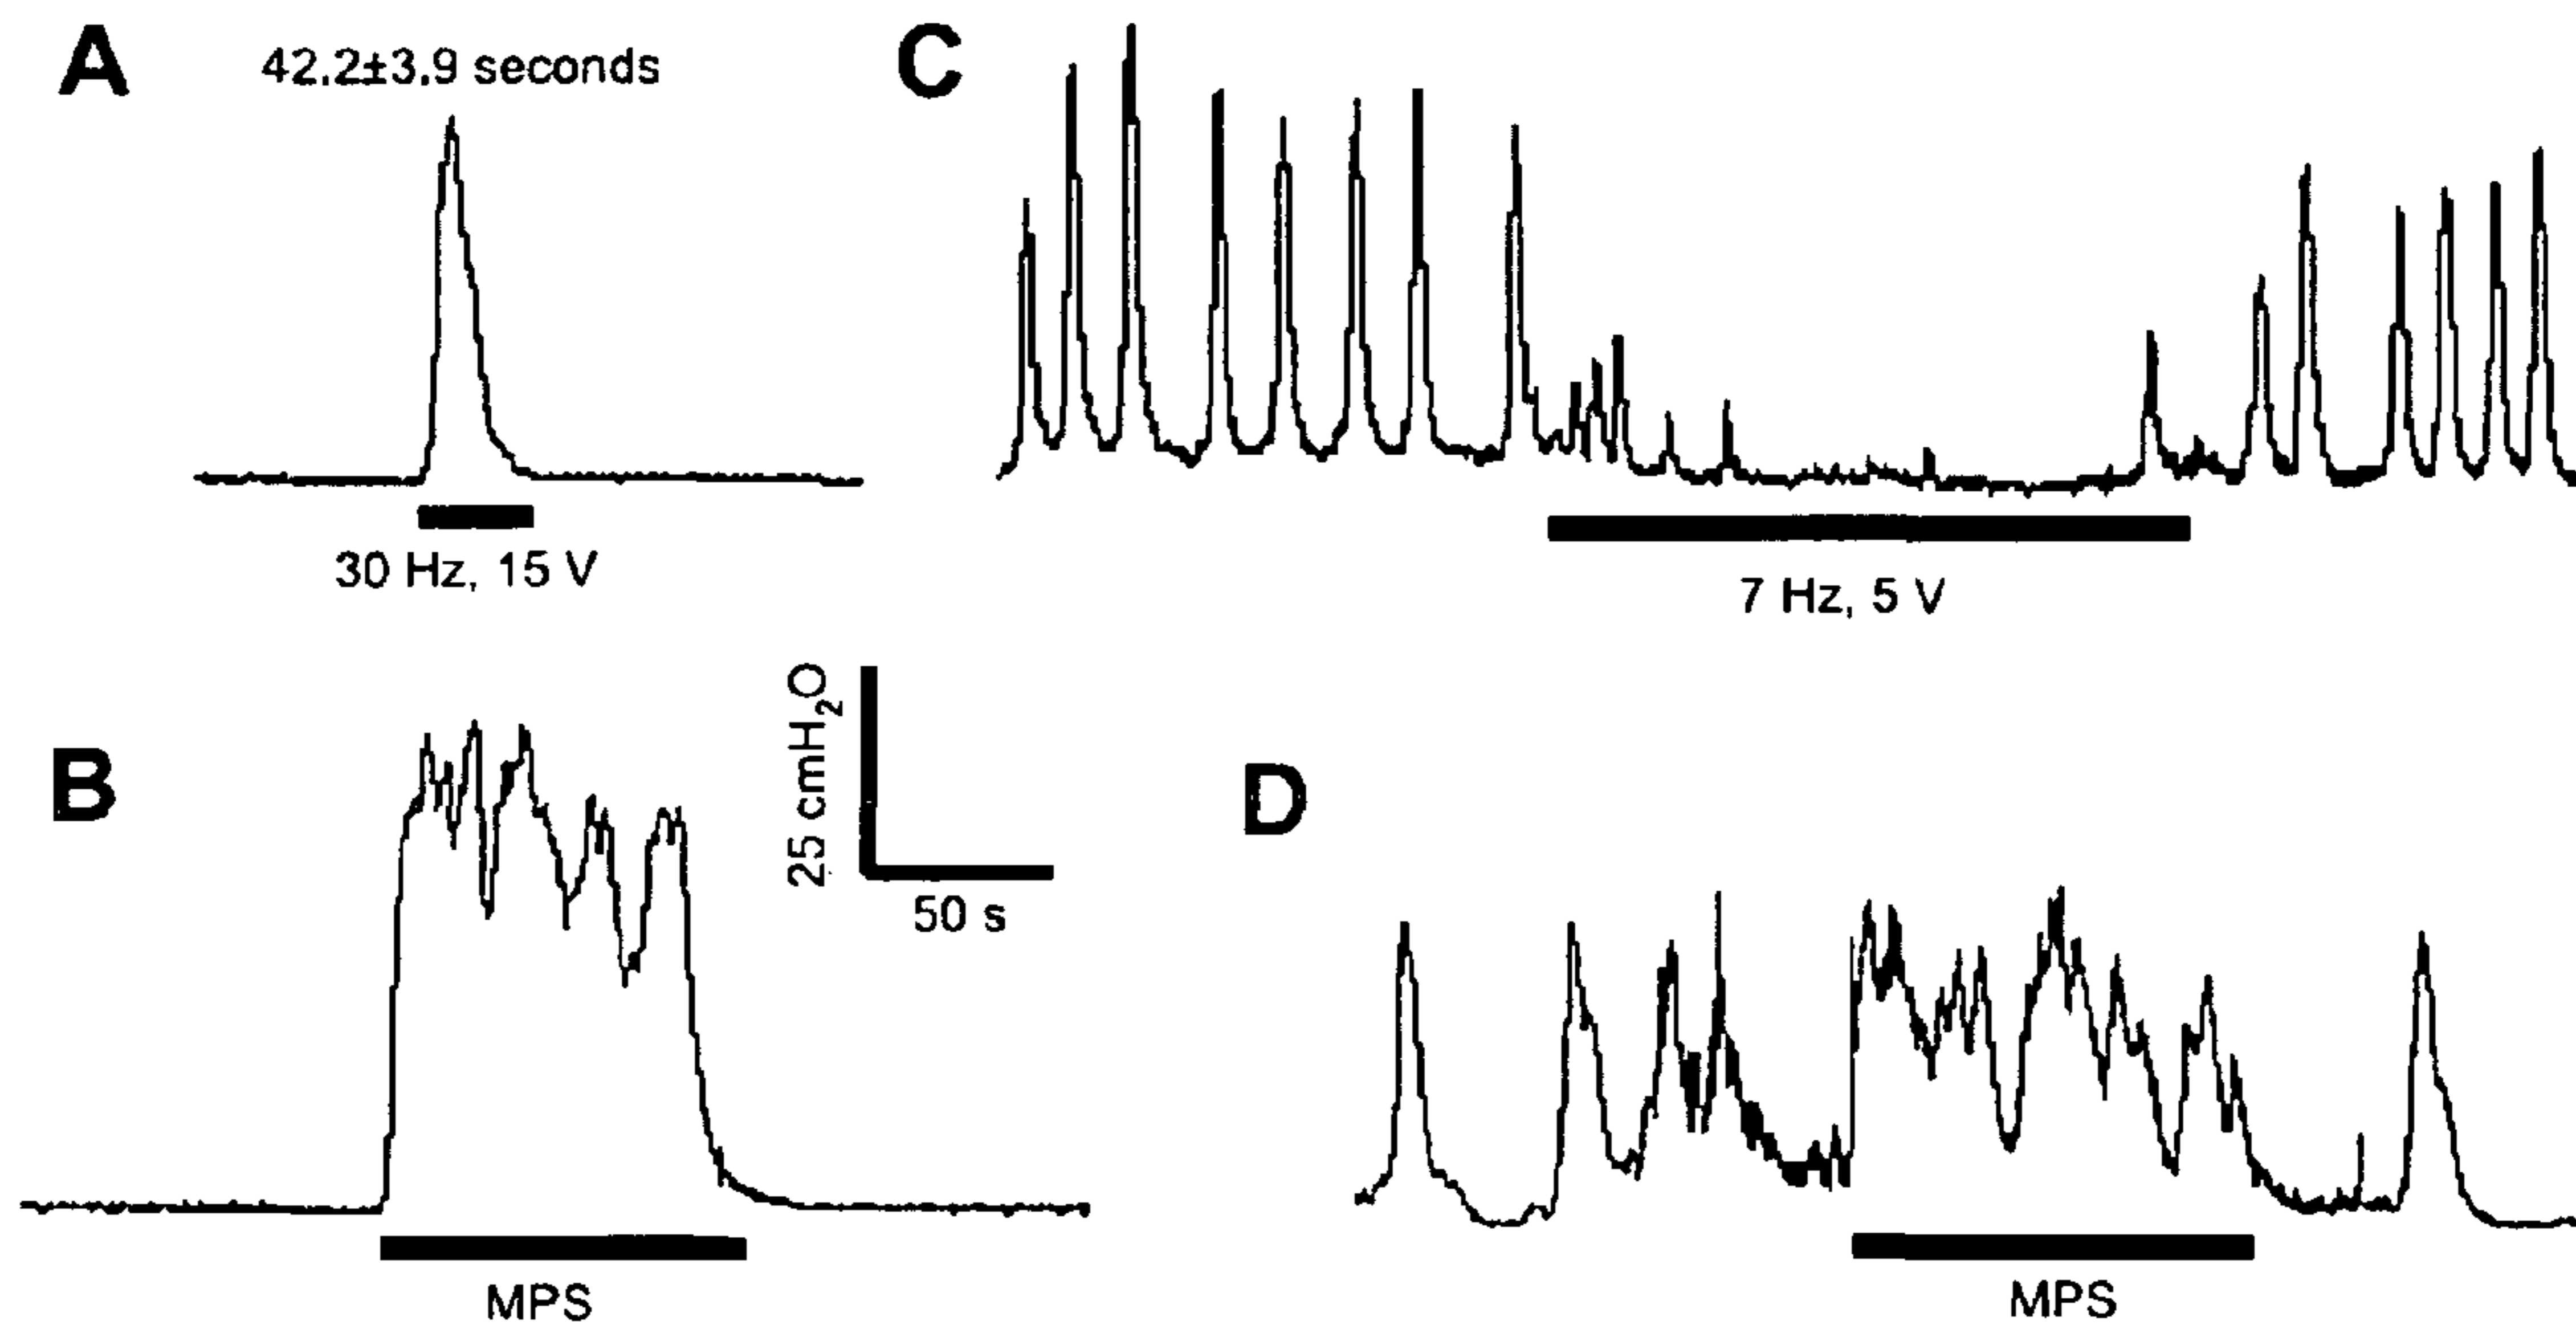 A
42.2±3.9 seconds
30 Hz, 15 V
C
7 Hz, 5 V
B
25 cmH₂O
50 s
MPS
D
MPS